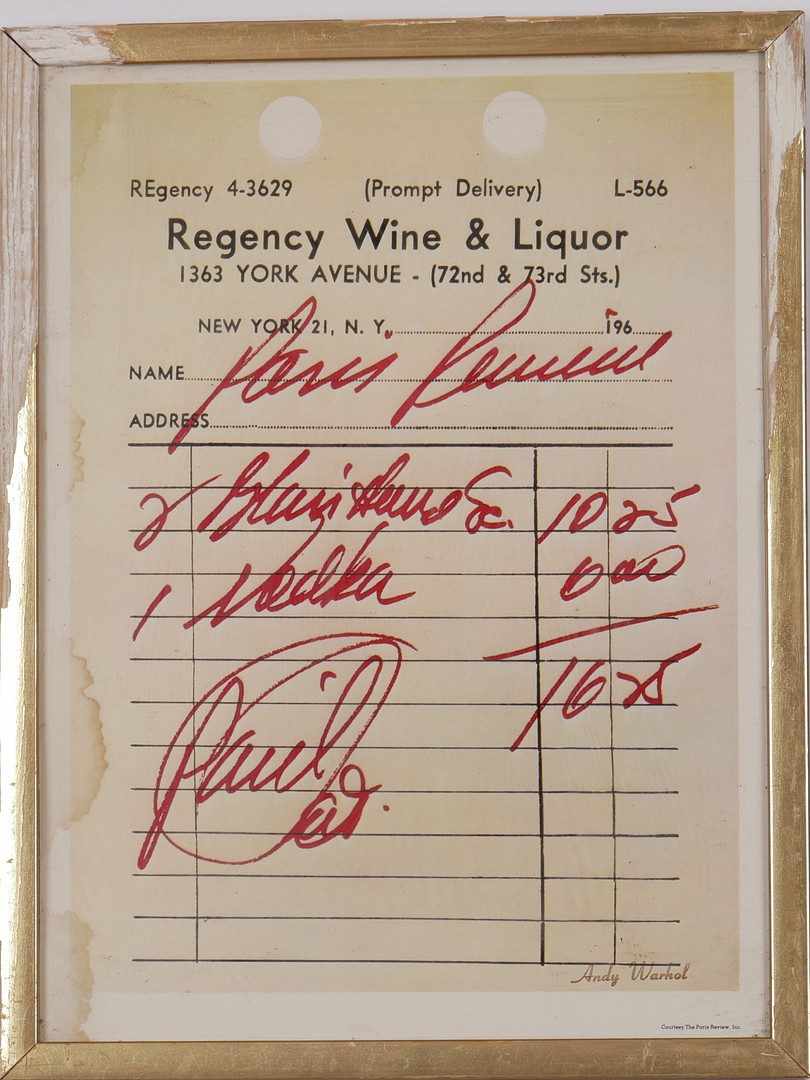 REgency 4-3629 (Prompt Delivery) L-566
Regency Wine & Liquor
1363 YORK AVENUE - (72nd & 73rd Sts.)
NEW YORK 21, N. Y. 196
NAME Paris Review
ADDRESS
2 Sc. 10 25
1 Vodka 6 00
16 25
Paid
Andy Warhol
Courtesy The Paris Review, Inc.